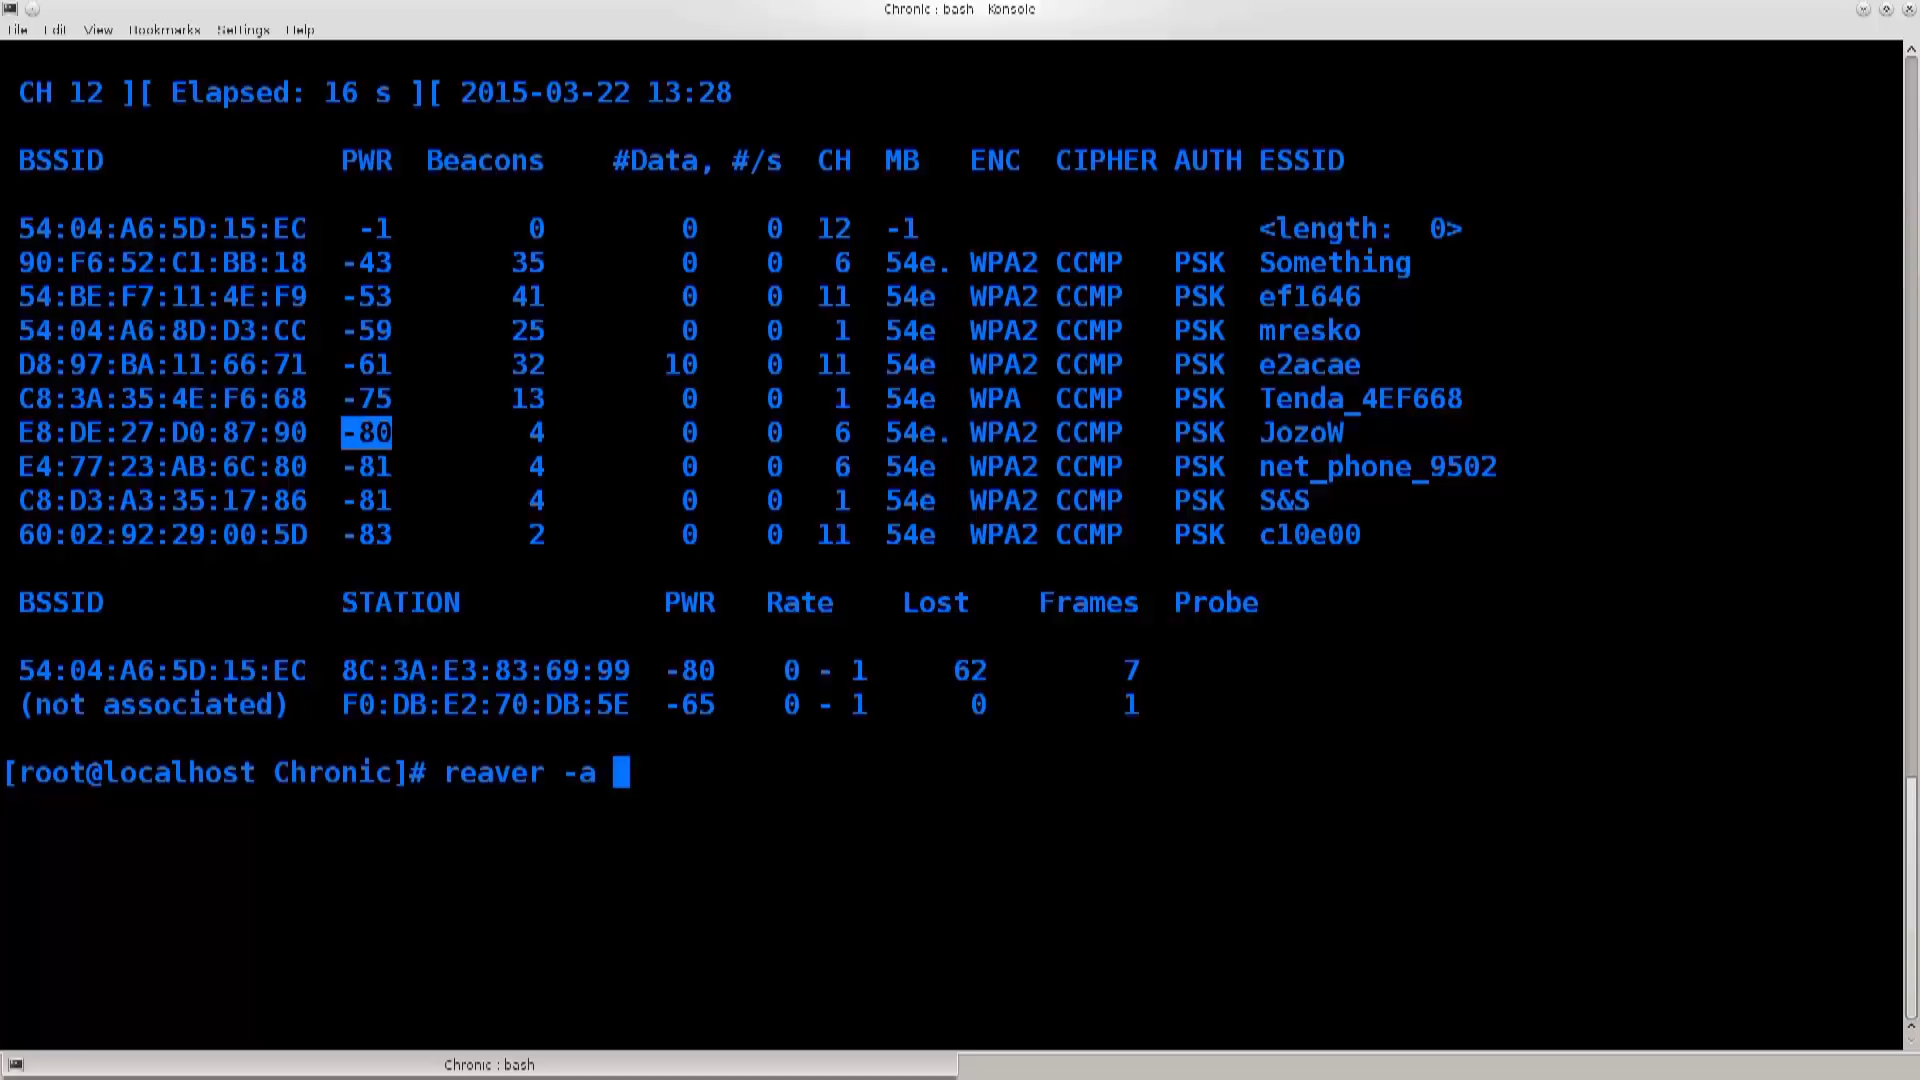 Chronic : bash   Konsole
File Edit View Bookmarks Settings Help
CH 12 ][ Elapsed: 16 s ][ 2015-03-22 13:28
BSSID PWR Beacons #Data, #/s CH MB ENC CIPHER AUTH ESSID
54:04:A6:5D:15:EC -1 0 0 0 12 -1 <length: 0>
90:F6:52:C1:BB:18 -43 35 0 0 6 54e. WPA2 CCMP PSK Something
54:BE:F7:11:4E:F9 -53 41 0 0 11 54e WPA2 CCMP PSK ef1646
54:04:A6:8D:D3:CC -59 25 0 0 1 54e WPA2 CCMP PSK mresko
D8:97:BA:11:66:71 -61 32 10 0 11 54e WPA2 CCMP PSK e2acae
C8:3A:35:4E:F6:68 -75 13 0 0 1 54e WPA CCMP PSK Tenda_4EF668
E8:DE:27:D0:87:90 -80 4 0 0 6 54e. WPA2 CCMP PSK JozoW
E4:77:23:AB:6C:80 -81 4 0 0 6 54e WPA2 CCMP PSK net_phone_9502
C8:D3:A3:35:17:86 -81 4 0 0 1 54e WPA2 CCMP PSK S&S
60:02:92:29:00:5D -83 2 0 0 11 54e WPA2 CCMP PSK c10e00
BSSID STATION PWR Rate Lost Frames Probe
54:04:A6:5D:15:EC 8C:3A:E3:83:69:99 -80 0 - 1 62 7
(not associated) F0:DB:E2:70:DB:5E -65 0 - 1 0 1
[root@localhost Chronic]# reaver -a
Chronic : bash